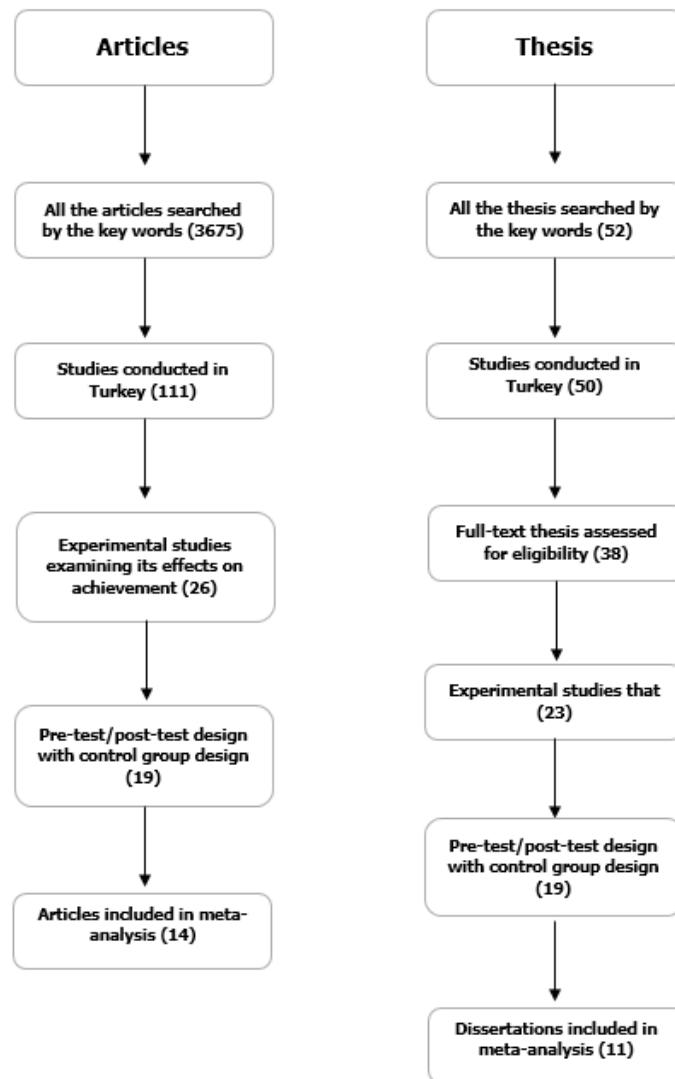 Articles
All the articles searched
by the key words (3675)
Studies conducted in
Turkey (111)
Experimental studies
examining its effects on
achievement (26)
Pre-test/post-test design
with control group design
(19)
Articles included in meta-
analysis (14)
Thesis
All the thesis searched by
the key words (52)
Studies conducted in
Turkey (50)
Full-text thesis assessed
for eligibility (38)
Experimental studies that
(23)
Pre-test/post-test design
with control group design
(19)
Dissertations included in
meta-analysis (11)